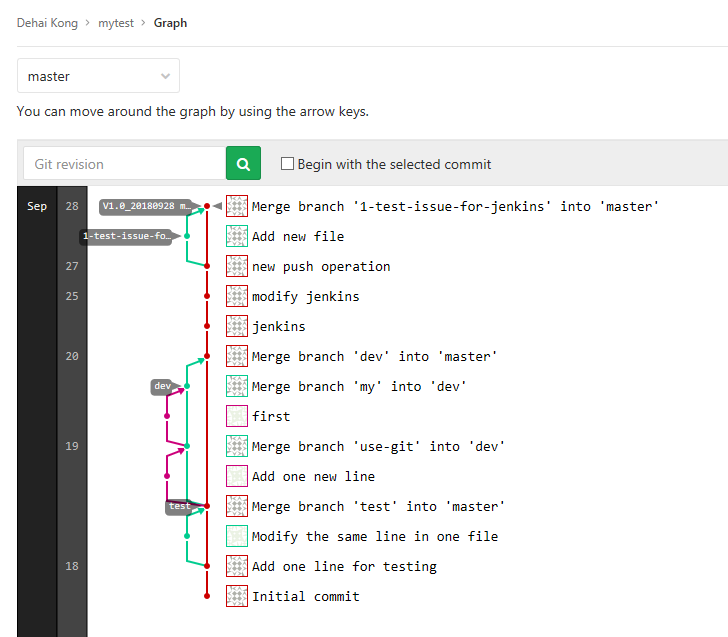 Dehai Kong > mytest > Graph
master
You can move around the graph by using the arrow keys.
Git revision
Begin with the selected commit
Sep 28 V1.0_20180928 m… Merge branch '1-test-issue-for-jenkins' into 'master'
1-test-issue-fo… Add new file
27 new push operation
25 modify jenkins
jenkins
20 Merge branch 'dev' into 'master'
dev Merge branch 'my' into 'dev'
first
19 Merge branch 'use-git' into 'dev'
Add one new line
test Merge branch 'test' into 'master'
Modify the same line in one file
18 Add one line for testing
Initial commit